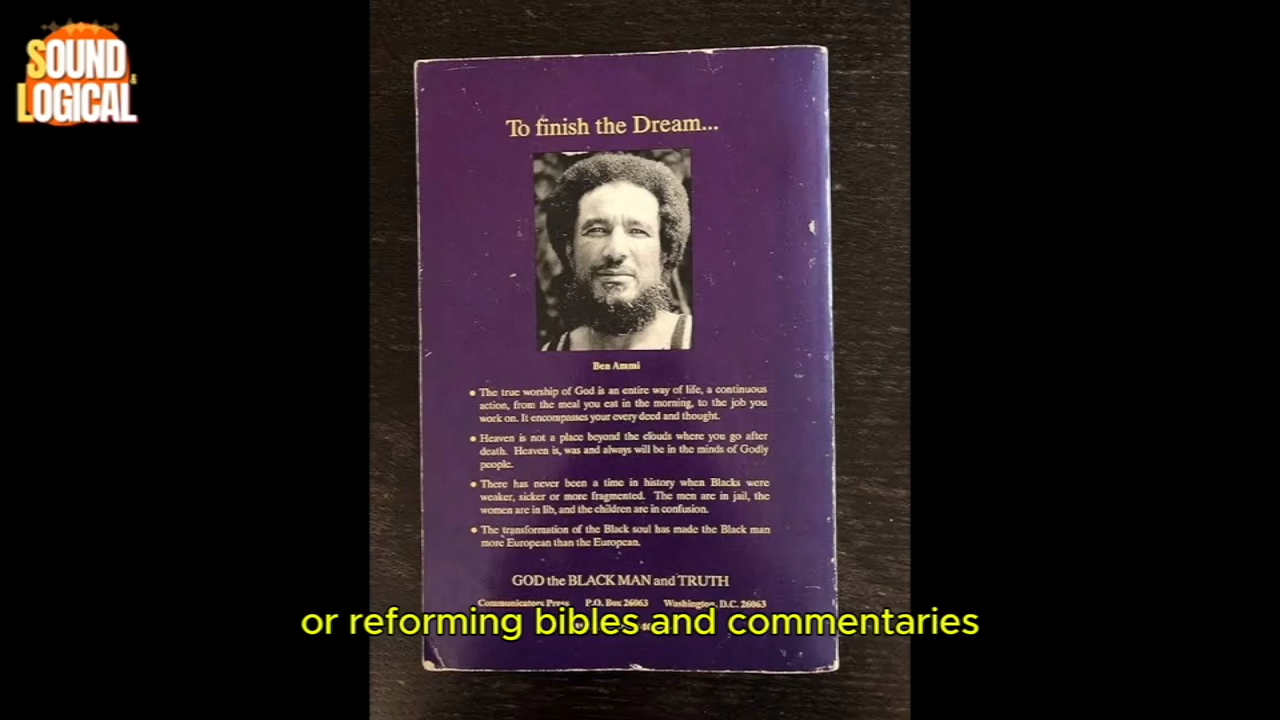 SOUND
&
LOGICAL
To finish the Dream...
Ben Ammi
• The true worship of God is an entire way of life, a continuous
action, from the meal you eat in the morning, to the job you
work on. It encompasses your every deed and thought.
• Heaven is not a place beyond the clouds where you go after
death. Heaven is, was and always will be in the minds of Godly
people.
• There has never been a time in history when Blacks were
weaker, sicker or more fragmented. The men are in jail, the
women are in lib, and the children are in confusion.
• The transformation of the Black soul has made the Black man
more European than the European.
GOD the BLACK MAN and TRUTH
Communicators Press P.O. Box 26063 Washington, D.C. 26063
or reforming bibles and commentaries